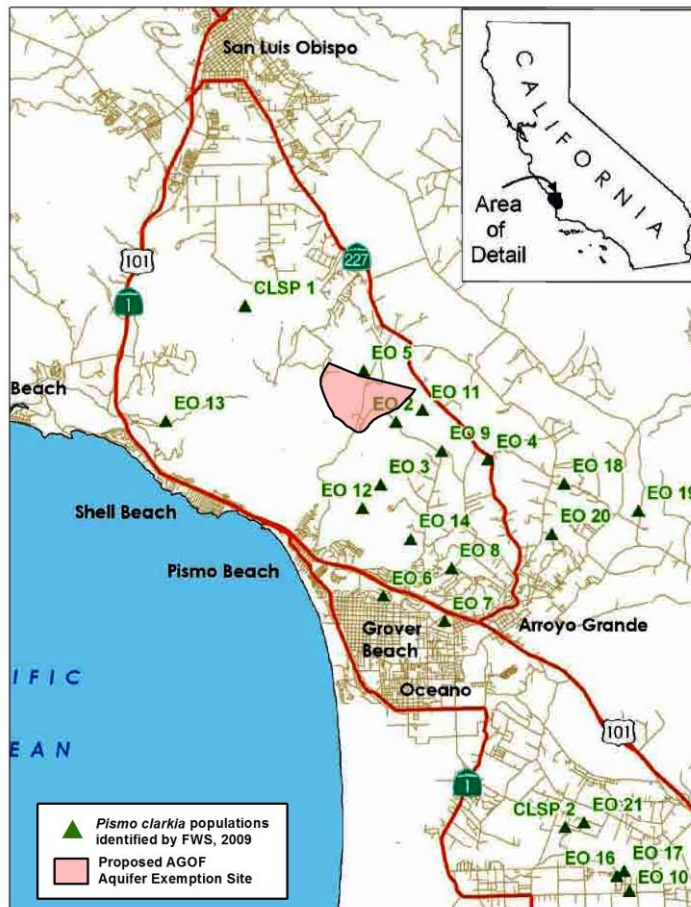 San Luis Obispo
CALIFORNIA
Area
of
Detail
101
227
1
CLSP 1
EO 5
Beach
EO 11
EO 13
EO 2
EO 9
EO 4
EO 3
EO 18
EO 12
EO 19
Shell Beach
EO 14
EO 20
Pismo Beach
EO 8
EO 6
EO 7
Grover
Beach
Arroyo Grande
IFIC
Oceano
EAN
101
1
CLSP 2
EO 21
EO 17
EO 16
EO 10
Pismo clarkia populations
identified by FWS, 2009
Proposed AGOF
Aquifer Exemption Site